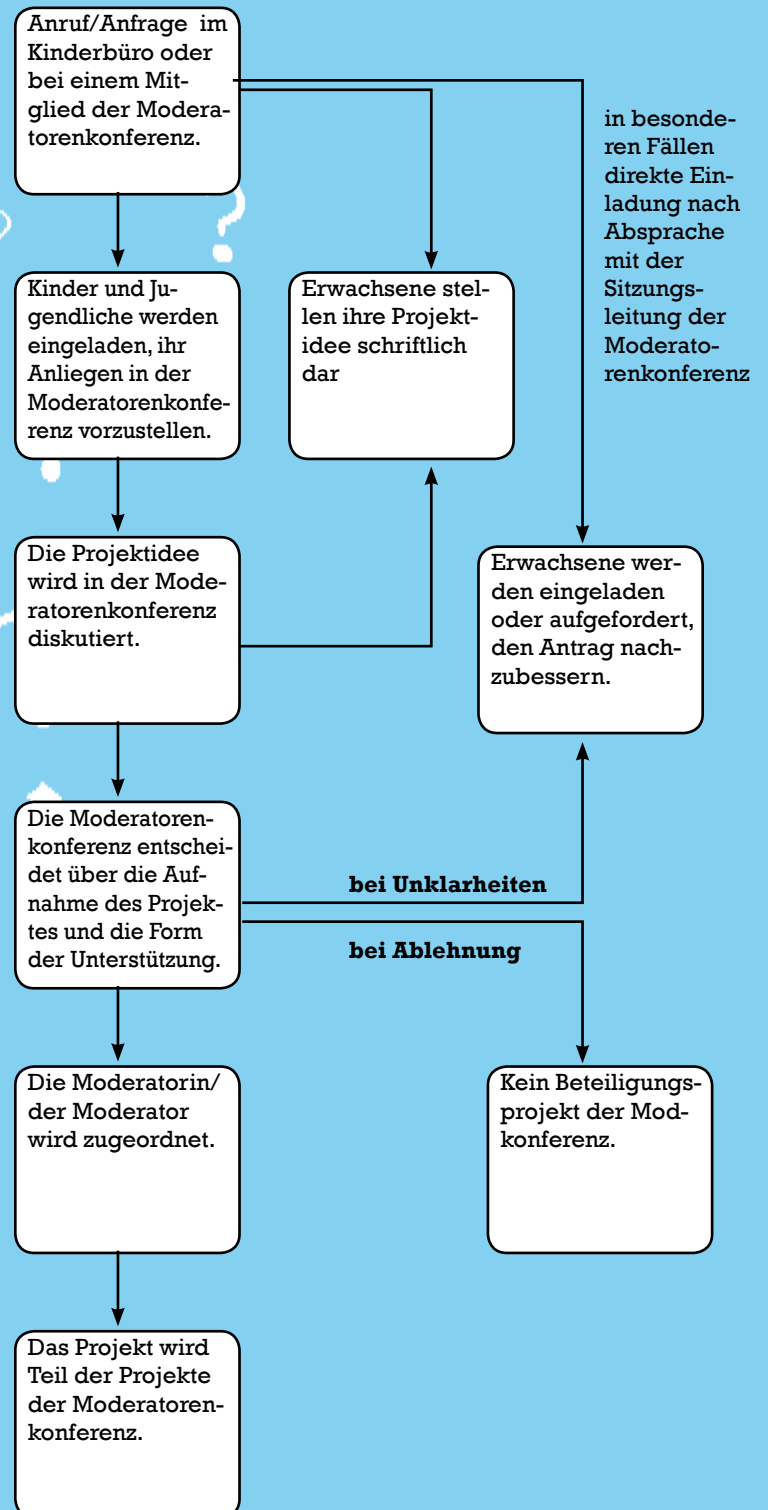 Anruf/Anfrage im
Kinderbüro oder
bei einem Mit-
glied der Modera-
torenkonferenz.
in besonde-
ren Fällen
direkte Ein-
ladung nach
Absprache
mit der
Sitzungs-
leitung der
Moderato-
renkonferenz
Kinder und Ju-
gendliche werden
eingeladen, ihr
Anliegen in der
Moderatorenkonfe-
renz vorzustellen.
Erwachsene stel-
len ihre Projekt-
idee schriftlich
dar
Die Projektidee
wird in der Mode-
ratorenkonferenz
diskutiert.
Erwachsene wer-
den eingeladen
oder aufgefordert,
den Antrag nach-
zubessern.
Die Moderatoren-
konferenz entschei-
det über die Auf-
nahme des Projek-
tes und die Form
der Unterstützung.
bei Unklarheiten
bei Ablehnung
Die Moderatorin/
der Moderator
wird zugeordnet.
Kein Beteiligungs-
projekt der Mod-
konferenz.
Das Projekt wird
Teil der Projekte
der Moderatoren-
konferenz.